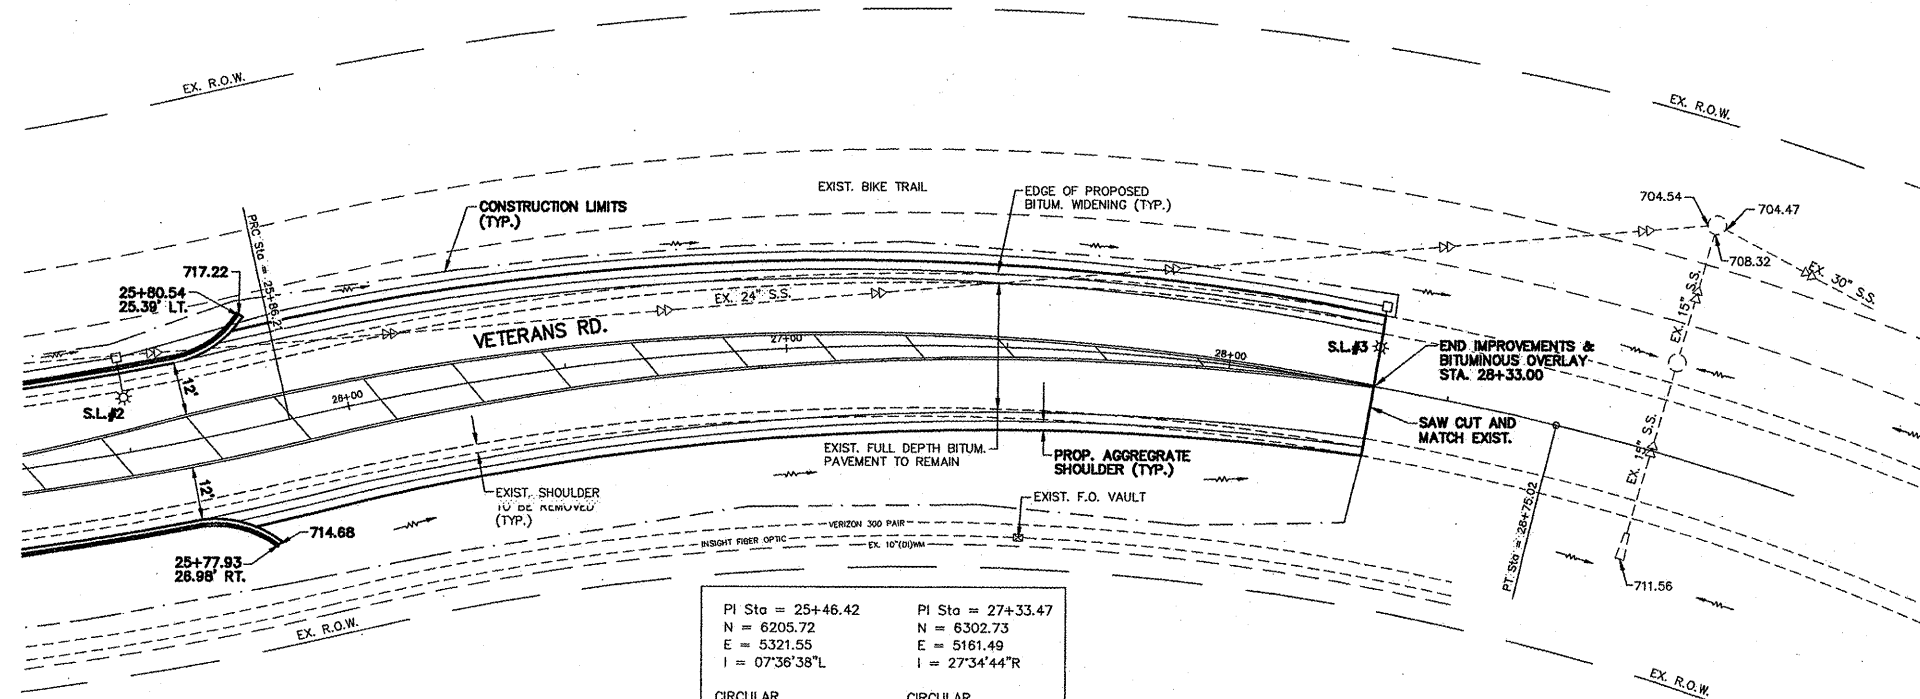 EX. R.O.W.
EX. R.O.W.
EXIST. BIKE TRAIL
EDGE OF PROPOSED
BITUM. WIDENING (TYP.)
CONSTRUCTION LIMITS
(TYP.)
704.54
704.47
708.32
EX. 30" S.S.
EX. 15" S.S.
PRC Sta = 25+86.21
717.22
25+80.54
25.39' LT.
EX. 24" S.S.
VETERANS RD.
27+00
28+00
28+00
S.L.#3
END IMPROVEMENTS &
BITUMINOUS OVERLAY
STA. 28+33.00
12'
S.L.#2
SAW CUT AND
MATCH EXIST.
EX. 15" S.S.
EXIST. FULL DEPTH BITUM.
PAVEMENT TO REMAIN
PROP. AGGREGRATE
SHOULDER (TYP.)
12'
EXIST. SHOULDER
TO BE REMOVED
(TYP.)
EXIST. F.O. VAULT
714.68
25+77.93
26.98' RT.
VERIZON 300 PAIR
INSIGHT FIBER OPTIC
EX. 10"(DI)WM
PT Sta = 28+75.02
711.56
EX. R.O.W.
EX. R.O.W.
PI Sta = 25+46.42
N = 6205.72
E = 5321.55
I = 07°36'38"L
CIRCULAR
PI Sta = 27+33.47
N = 6302.73
E = 5161.49
I = 27°34'44"R
CIRCULAR